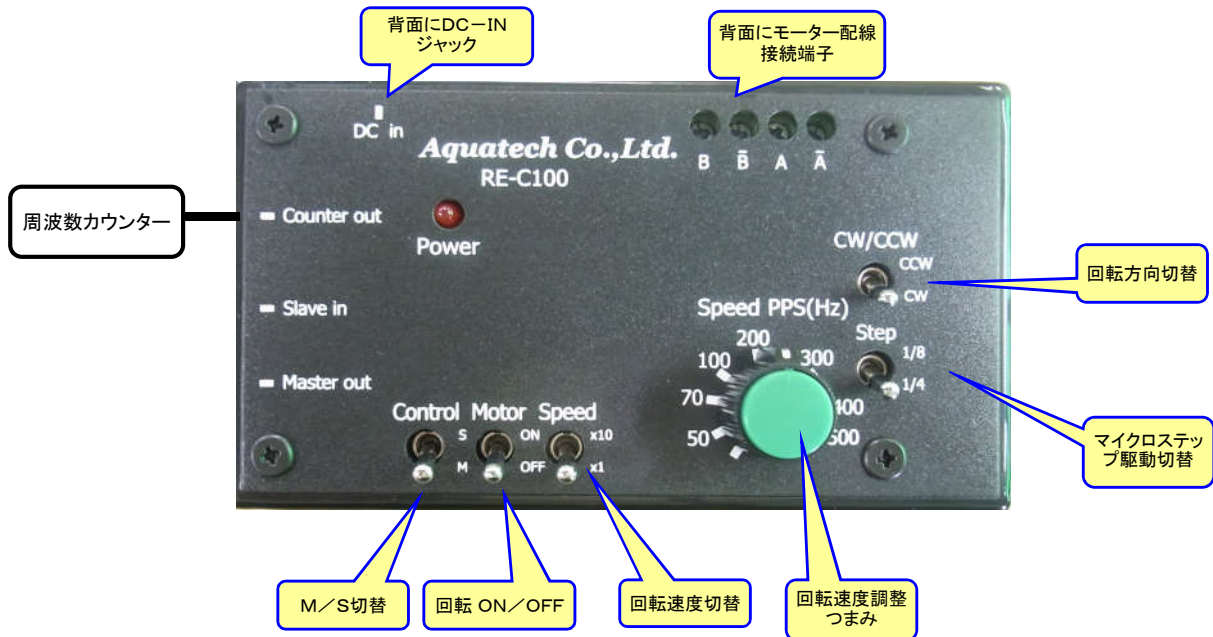 背面にDC－IN
ジャック
背面にモーター配線
接続端子
DC in
Aquatech Co.,Ltd.
RE-C100
B B̄ A Ā
周波数カウンター
Counter out
Power
CW/CCW
CCW
CW
回転方向切替
Slave in
Speed PPS(Hz)
Step
200
100
300
1/8
1/4
70
400
50
500
Master out
Control Motor Speed
S ON x10
M OFF x1
マイクロステッ
プ駆動切替
M／S切替
回転 ON／OFF
回転速度切替
回転速度調整
つまみ